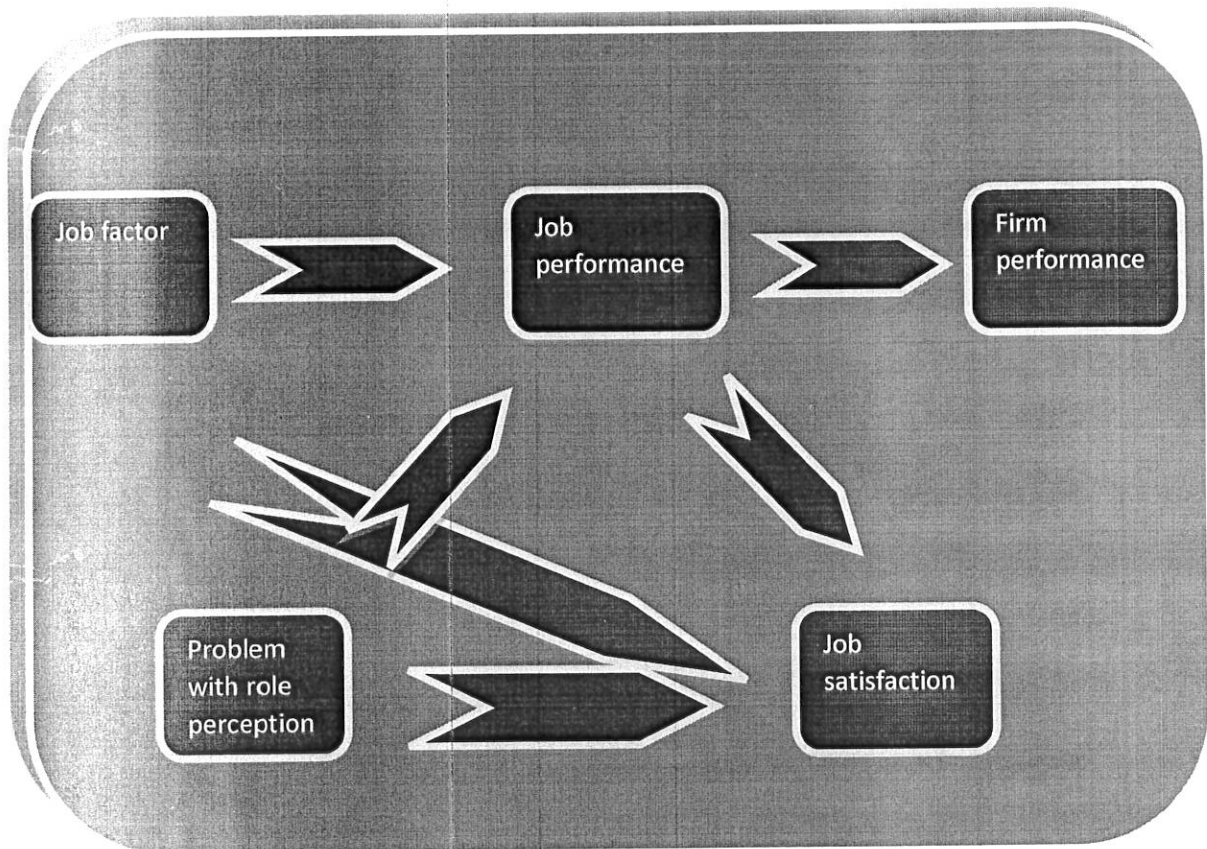 Job factor
Job
performance
Firm
performance
Problem
with role
perception
Job
satisfaction